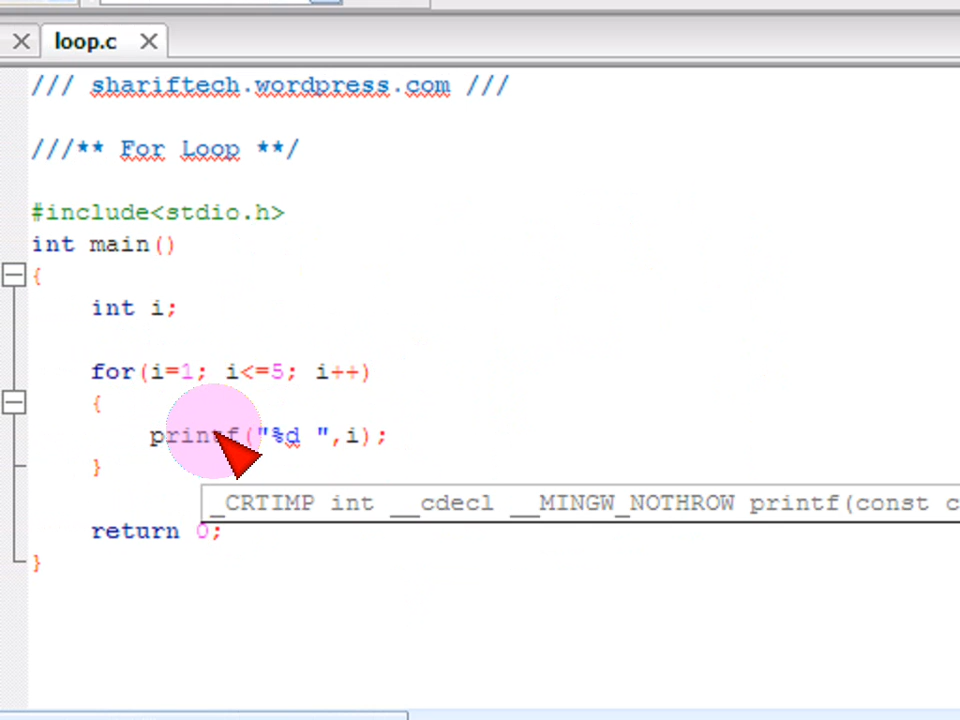 loop.c
/// shariftech.wordpress.com ///
///** For Loop **/
#include<stdio.h>
int main()
{
int i;
for(i=1; i<=5; i++)
{
printf("%d ",i);
}
_CRTIMP int __cdecl __MINGW_NOTHROW printf(const c
return 0;
}